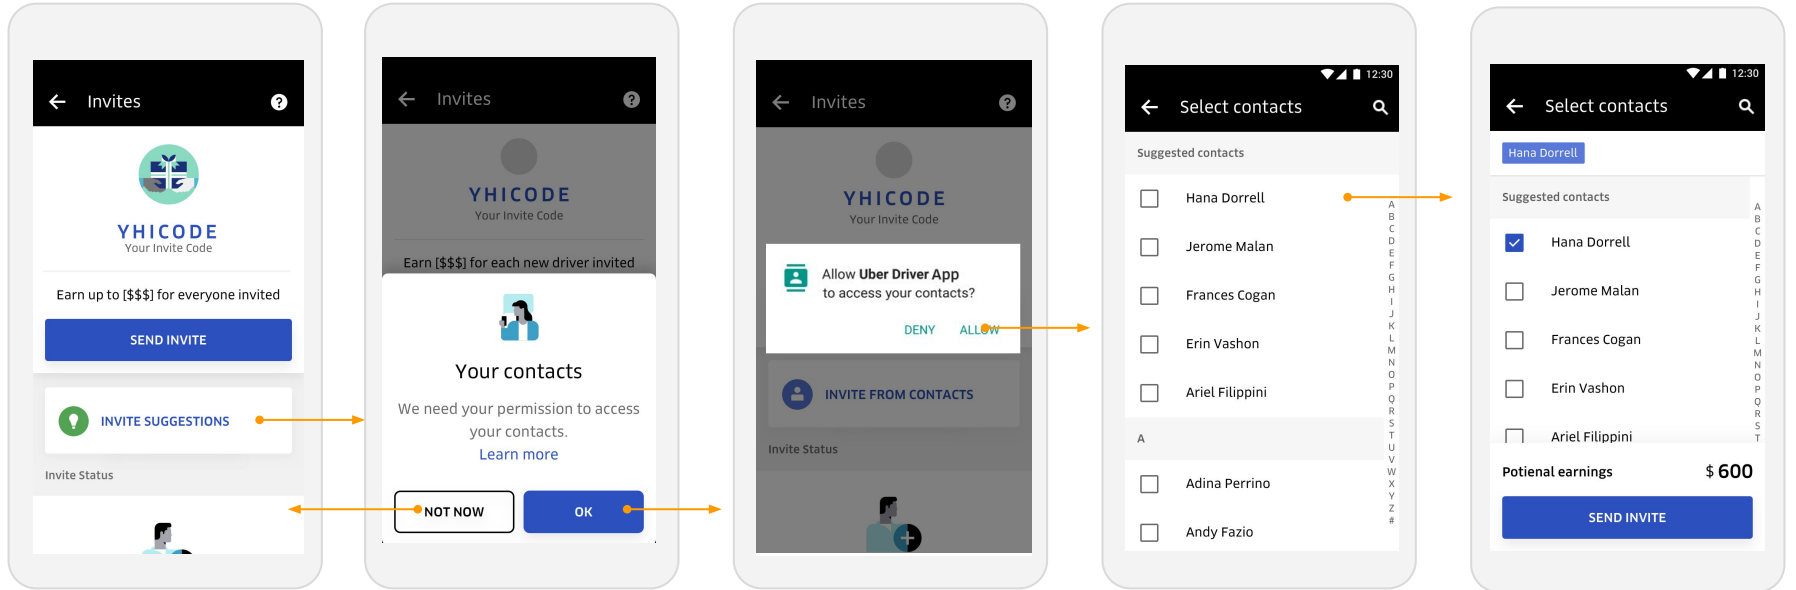 Invites
?
YHICODE
Your Invite Code
Earn up to [$$$] for everyone invited
SEND INVITE
INVITE SUGGESTIONS
Invite Status
Invites
?
YHICODE
Your Invite Code
Earn [$$$] for each new driver invited
Your contacts
We need your permission to access
your contacts.
Learn more
NOT NOW
OK
Invites
?
YHICODE
Your Invite Code
Allow Uber Driver App
to access your contacts?
DENY ALLOW
INVITE FROM CONTACTS
Invite Status
12:30
Select contacts
Suggested contacts
Hana Dorrell
Jerome Malan
Frances Cogan
Erin Vashon
Ariel Filippini
A
Adina Perrino
Andy Fazio
A
B
C
D
E
F
G
H
I
J
K
L
M
N
O
P
Q
R
S
T
U
V
W
X
Y
Z
#
12:30
Select contacts
Hana Dorrell
Suggested contacts
Hana Dorrell
Jerome Malan
Frances Cogan
Erin Vashon
Ariel Filippini
A
B
C
D
E
F
G
H
I
J
K
L
M
N
O
P
Q
R
S
T
Potienal earnings $ 600
SEND INVITE